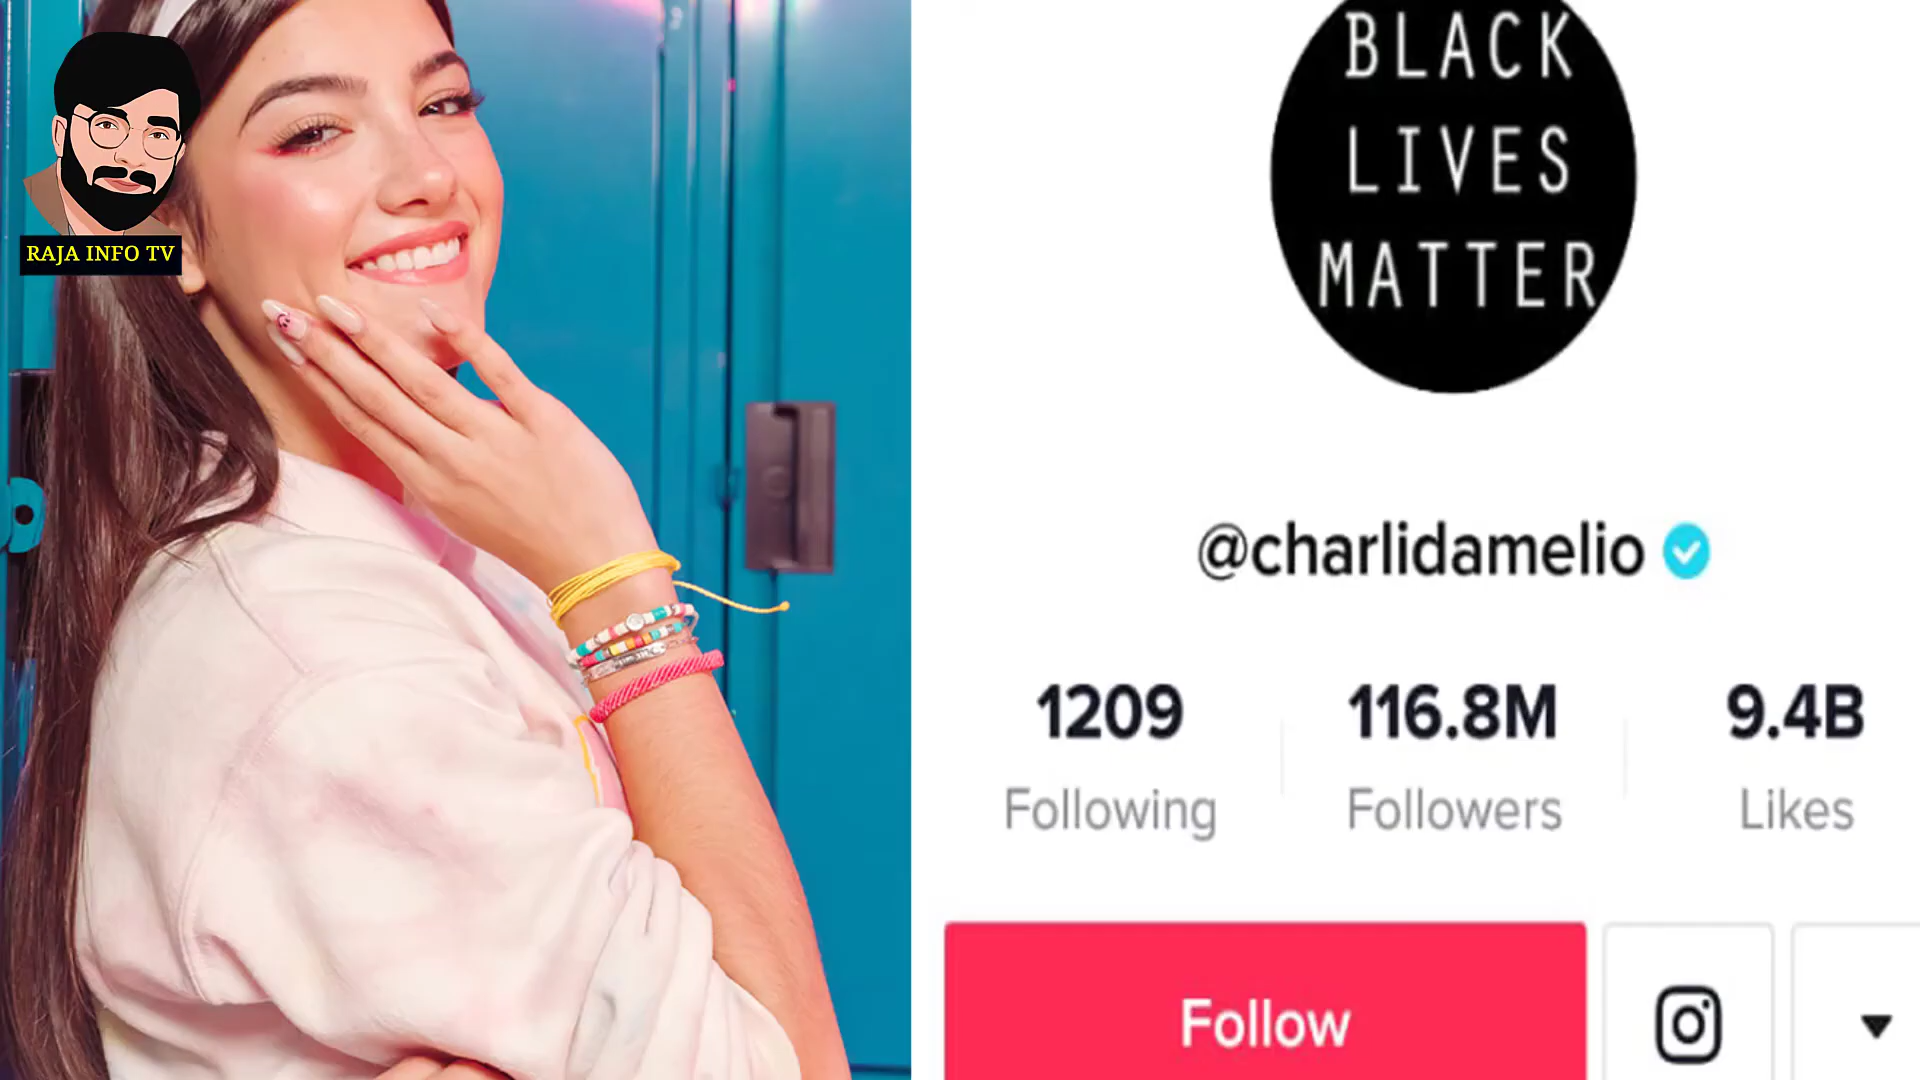 RAJA INFO TV
BLACK
LIVES
MATTER
@charlidamelio
1209
Following
116.8M
Followers
9.4B
Likes
Follow